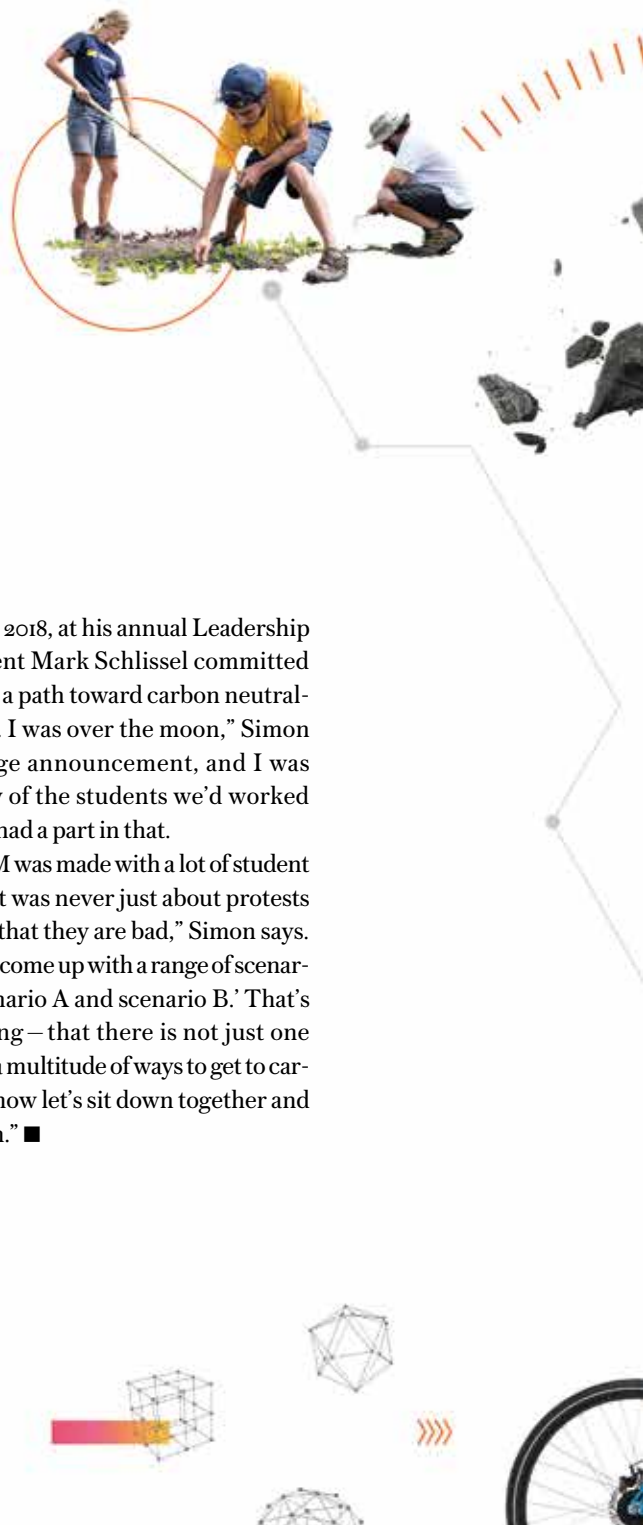 2018, at his annual Leadership
ent Mark Schlissel committed
a path toward carbon neutral-
. I was over the moon,” Simon
ge announcement, and I was
y of the students we’d worked
had a part in that.
M was made with a lot of student
t was never just about protests
that they are bad,” Simon says.
come up with a range of scenar-
nario A and scenario B.’ That’s
ng — that there is not just one
a multitude of ways to get to car-
now let’s sit down together and
n.” ■